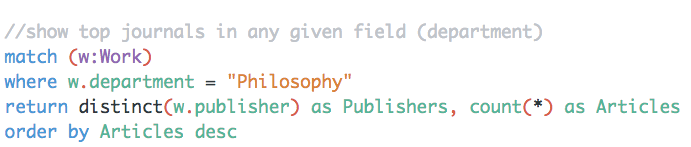 //show top journals in any given field (department)
match (w:Work)
where w.department = "Philosophy"
return distinct(w.publisher) as Publishers, count(*) as Articles
order by Articles desc